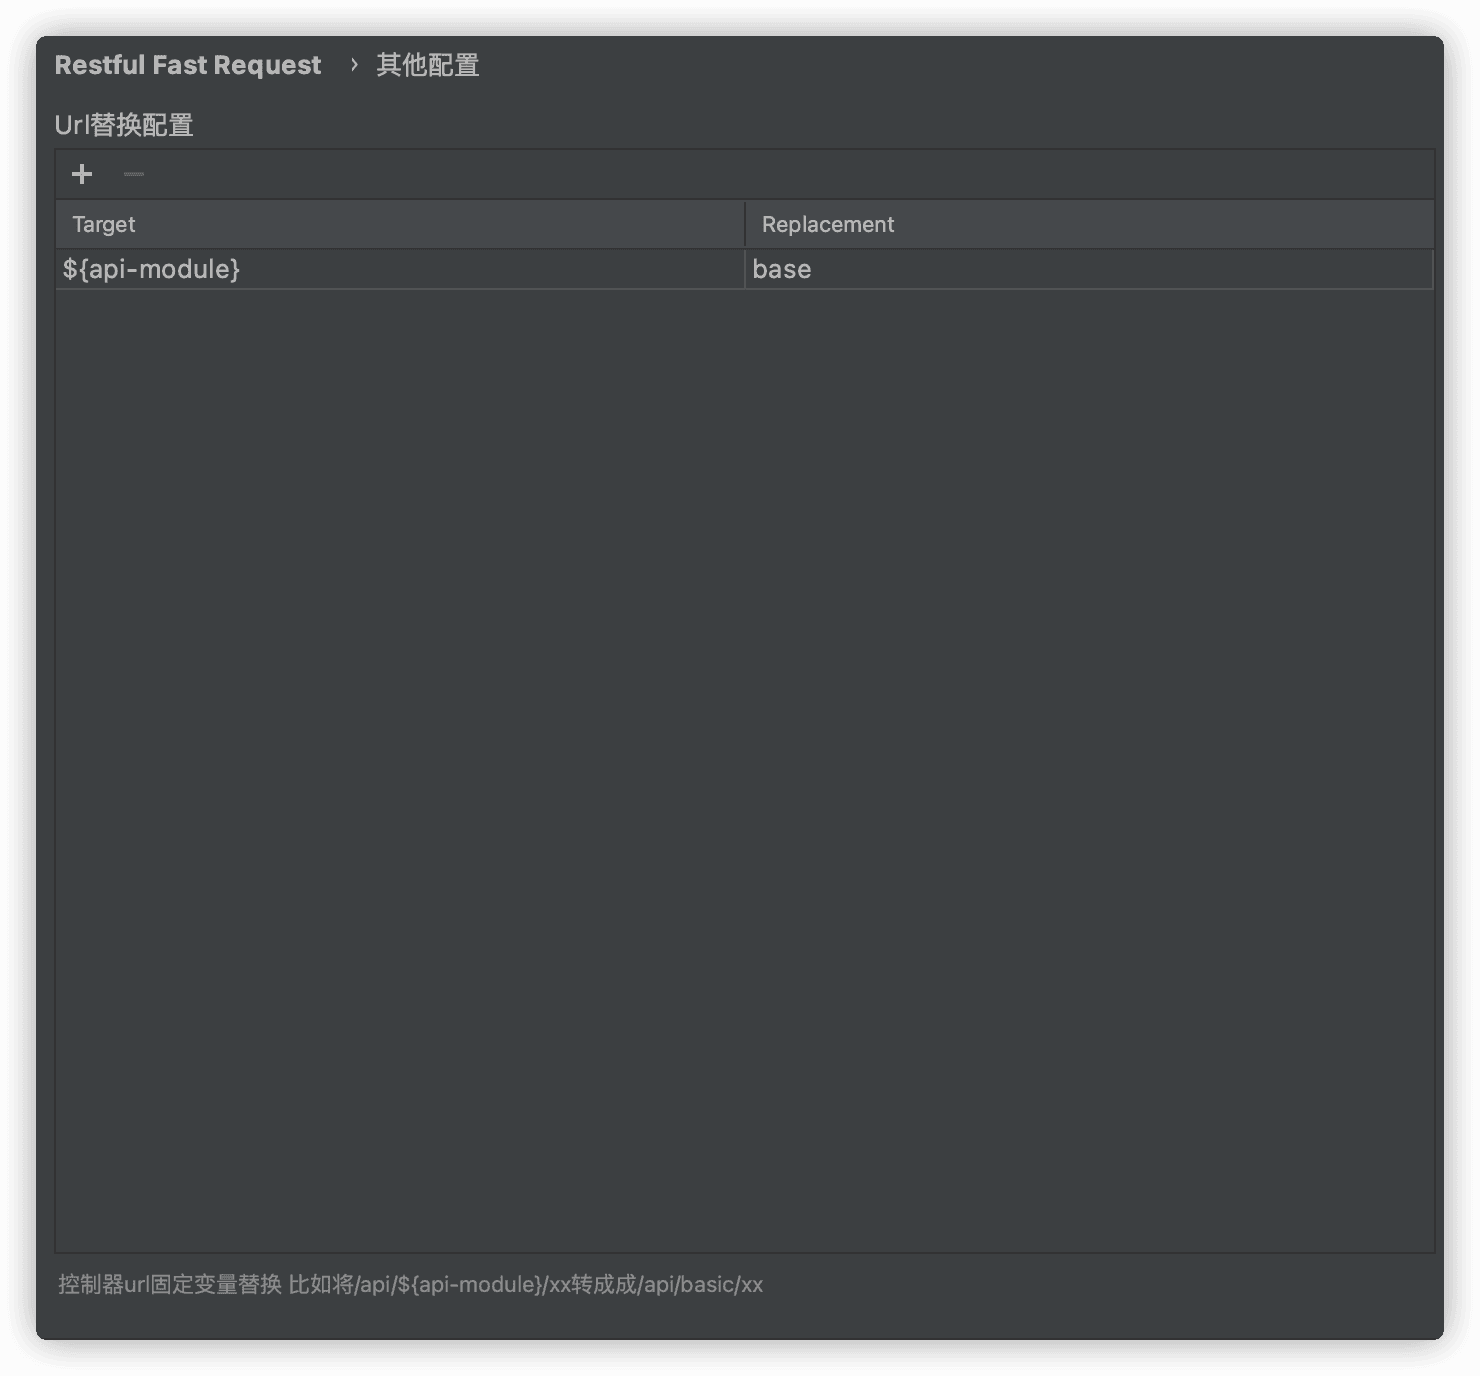 Restful Fast Request › 其他配置
Url替换配置
Target Replacement
${api-module} base
控制器url固定变量替换 比如将/api/${api-module}/xx转成成/api/basic/xx